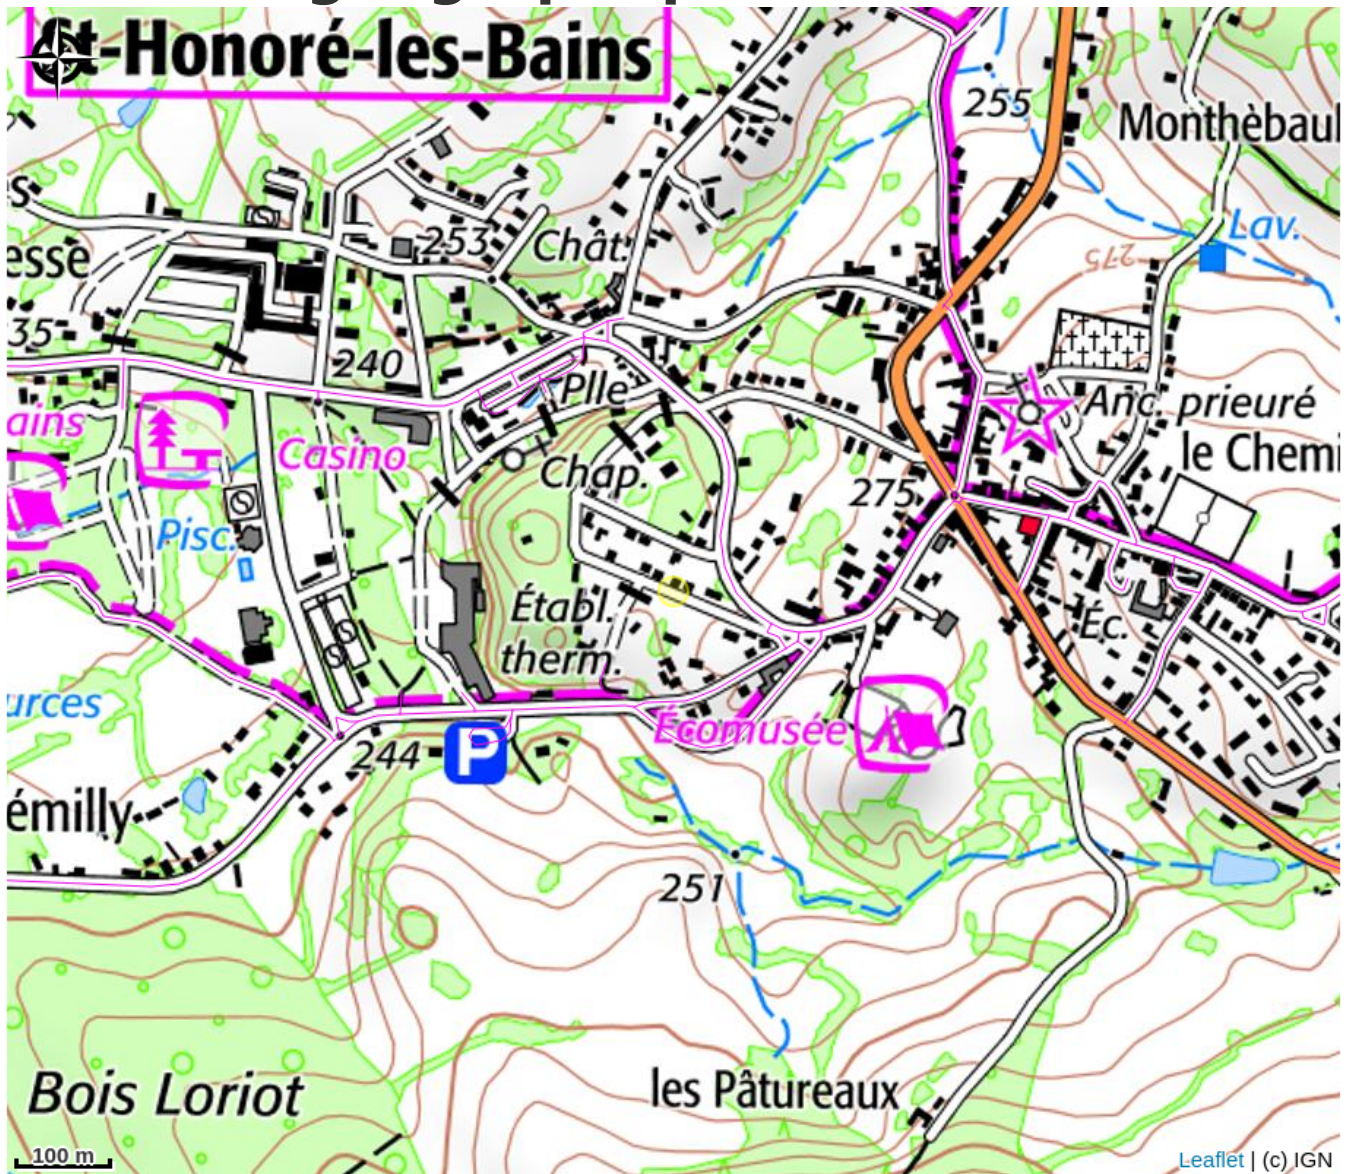 St-Honoré-les-Bains
255
Monthèbaul
es
Lav.
253
Chât.
esse
275
35
240
Plle
Anc. prieuré
ains
Casino
le Chemi
Chap.
275
Pisc.
Établ.
therm.
Éc.
urces
Écomusée
P
244
émilly
251
les Pâtureaux
Bois Loriot
100 m
Leaflet | (c) IGN